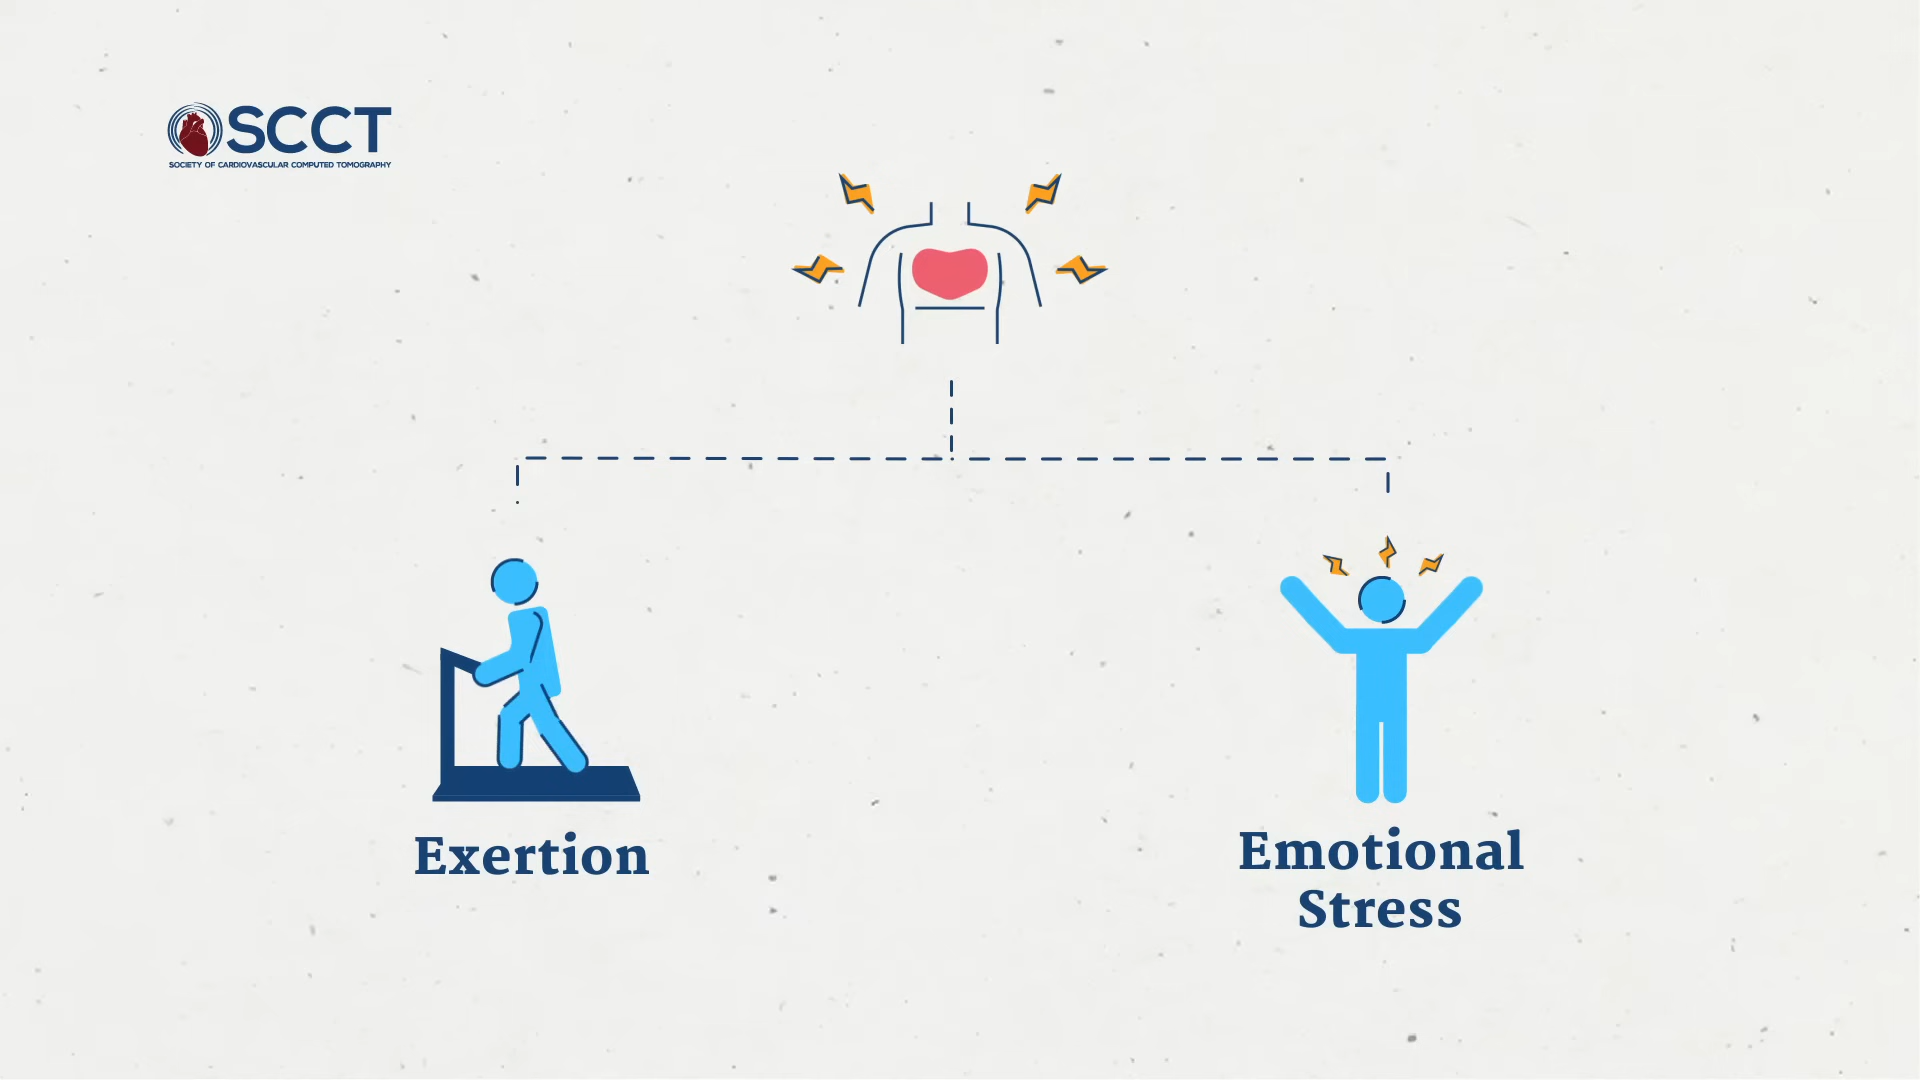 SCCT
SOCIETY OF CARDIOVASCULAR COMPUTED TOMOGRAPHY
Exertion
Emotional
Stress